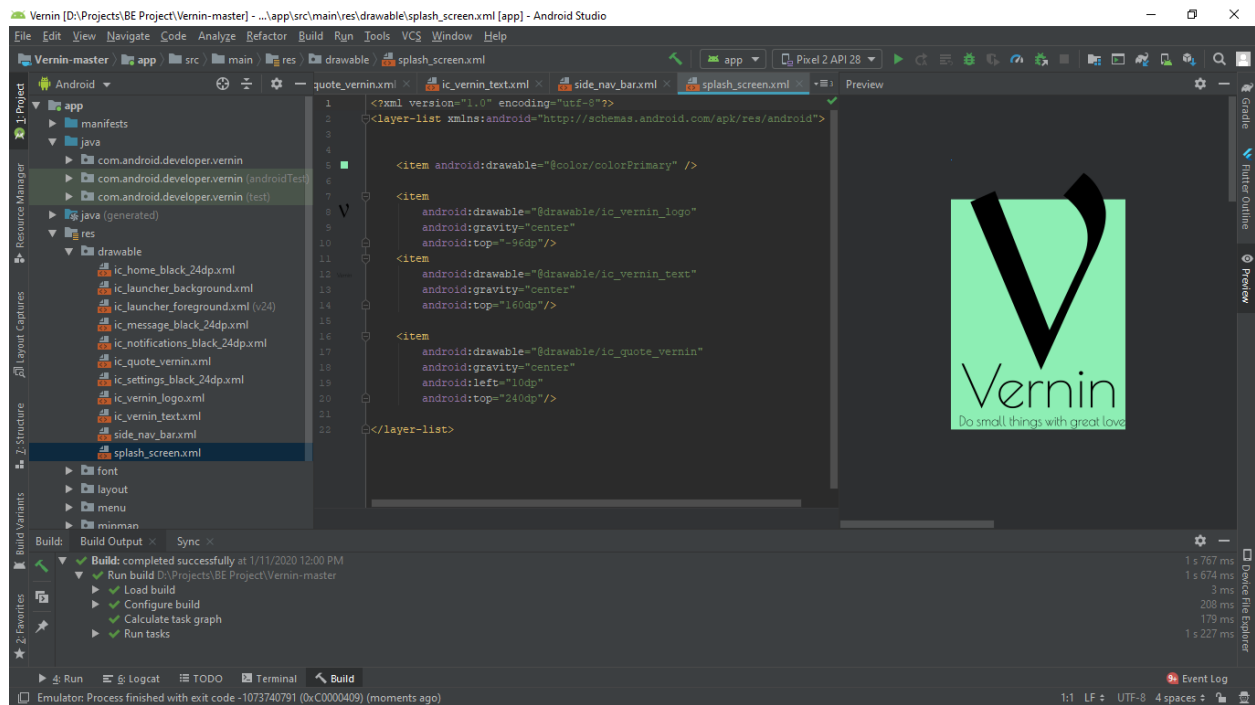 Vernin [D:\Projects\BE Project\Vernin-master] - ...\app\src\main\res\drawable\splash_screen.xml [app] - Android Studio
File Edit View Navigate Code Analyze Refactor Build Run Tools VCS Window Help
Vernin-master app src main res drawable splash_screen.xml app Pixel 2 API 28
Android
quote_vernin.xml ic_vernin_text.xml side_nav_bar.xml splash_screen.xml Preview
1: Project
Resource Manager
Layout Captures
7: Structure
Build Variants
2: Favorites
app
manifests
java
com.android.developer.vernin
com.android.developer.vernin (androidTest)
com.android.developer.vernin (test)
java (generated)
res
drawable
ic_home_black_24dp.xml
ic_launcher_background.xml
ic_launcher_foreground.xml (v24)
ic_message_black_24dp.xml
ic_notifications_black_24dp.xml
ic_quote_vernin.xml
ic_settings_black_24dp.xml
ic_vernin_logo.xml
ic_vernin_text.xml
side_nav_bar.xml
splash_screen.xml
font
layout
menu
mipmap
1 <?xml version="1.0" encoding="utf-8"?>
2 <layer-list xmlns:android="http://schemas.android.com/apk/res/android">
3
4
5 <item android:drawable="@color/colorPrimary" />
6
7 <item
8 android:drawable="@drawable/ic_vernin_logo"
9 android:gravity="center"
10 android:top="-96dp"/>
11 <item
12 android:drawable="@drawable/ic_vernin_text"
13 android:gravity="center"
14 android:top="160dp"/>
15
16 <item
17 android:drawable="@drawable/ic_quote_vernin"
18 android:gravity="center"
19 android:left="10dp"
20 android:top="240dp"/>
21
22 </layer-list>
V
Vernin
Do small things with great love
Gradle
Flutter Outline
Preview
Device File Explorer
Build: Build Output Sync
Build: completed successfully at 1/11/2020 12:00 PM 1 s 767 ms
Run build D:\Projects\BE Project\Vernin-master 1 s 674 ms
Load build 3 ms
Configure build 208 ms
Calculate task graph 179 ms
Run tasks 1 s 227 ms
4: Run 6: Logcat TODO Terminal Build 9+ Event Log
Emulator: Process finished with exit code -1073740791 (0xC0000409) (moments ago) 1:1 LF UTF-8 4 spaces